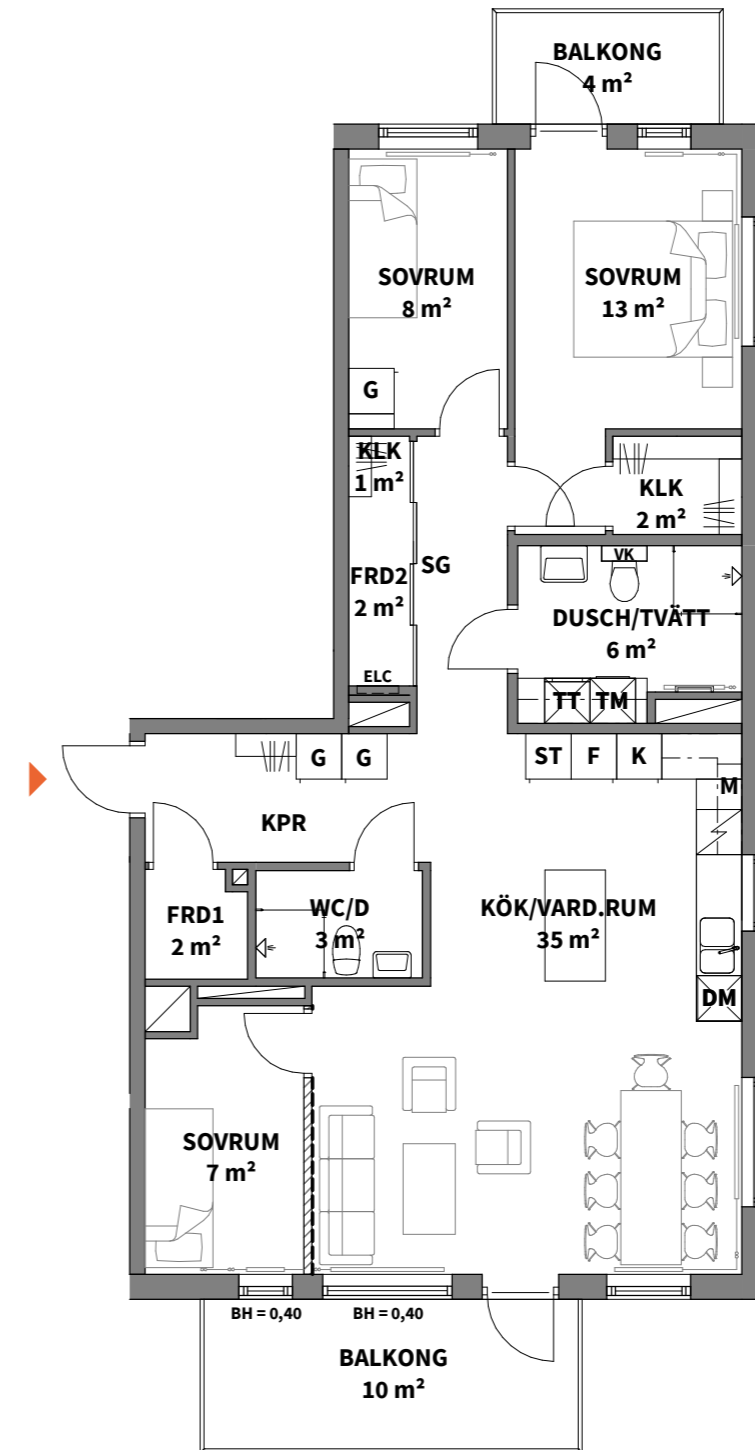 BALKONG
4 m²
SOVRUM
8 m²
SOVRUM
13 m²
G
KLK
1 m²
KLK
2 m²
SG
FRD2
2 m²
VK
DUSCH/TVÄTT
6 m²
ELC
TT TM
G G
ST F K
M
KPR
FRD1
2 m²
WC/D
3 m²
KÖK/VARD.RUM
35 m²
DM
SOVRUM
7 m²
BH = 0,40 BH = 0,40
BALKONG
10 m²